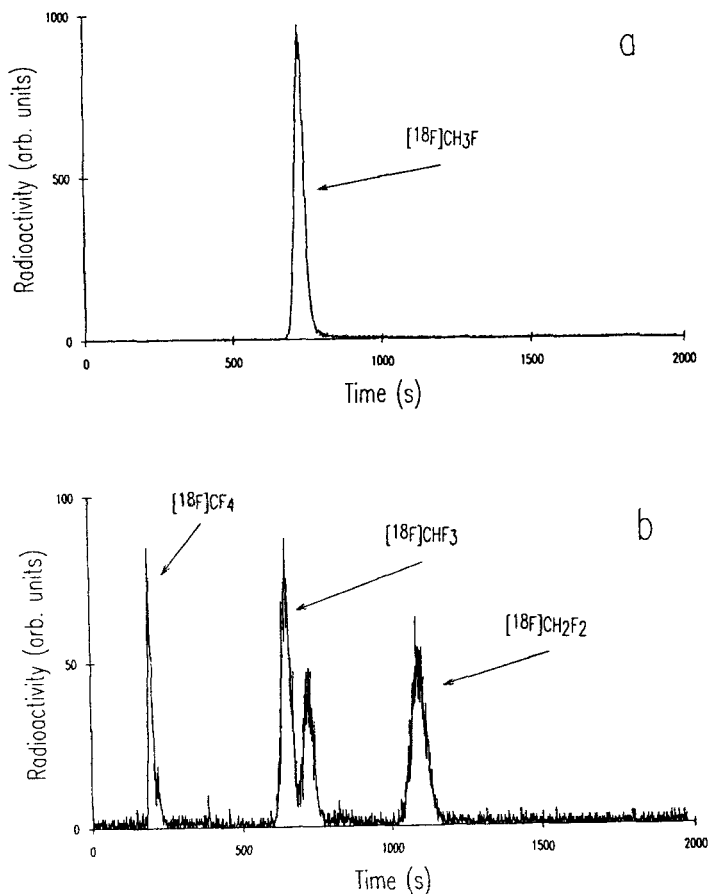 a
1000
500
0
Radioactivity (arb. units)
[18F]CH3F
0 500 1000 1500 2000
Time (s)
b
100
50
0
Radioactivity (arb. units)
[18F]CF4
[18F]CHF3
[18F]CH2F2
0 500 1000 1500 2000
Time (s)